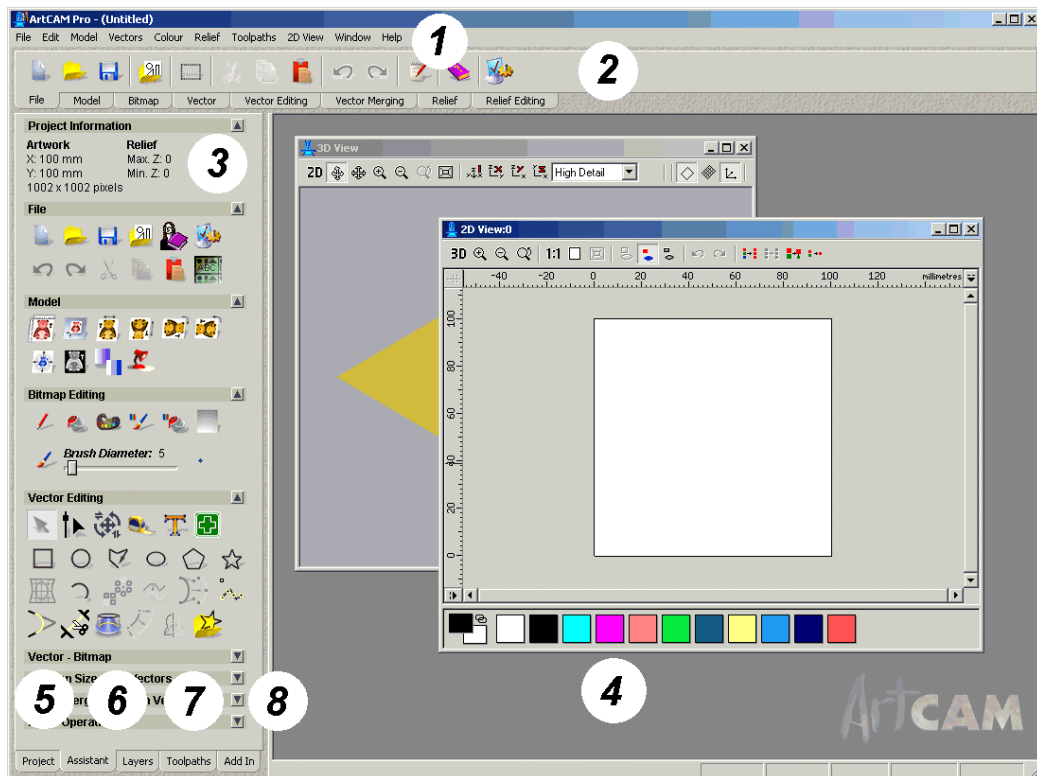 ArtCAM Pro - (Untitled)
File Edit Model Vectors Colour Relief Toolpaths 2D View Window Help
1
2
File Model Bitmap Vector Vector Editing Vector Merging Relief Relief Editing
Project Information
Artwork Relief
X: 100 mm Max. Z: 0
Y: 100 mm Min. Z: 0
1002 x 1002 pixels
3
File
ABC
Model
Bitmap Editing
Brush Diameter: 5
Vector Editing
Vector - Bitmap
Size Vectors
5 6 7 8
Project Assistant Layers Toolpaths Add In
3D View
2D High Detail
2D View:0
3D 1:1
-40 -20 0 20 40 60 80 100 120 millimetres
100
80
60
40
20
0
4
ArtCAM